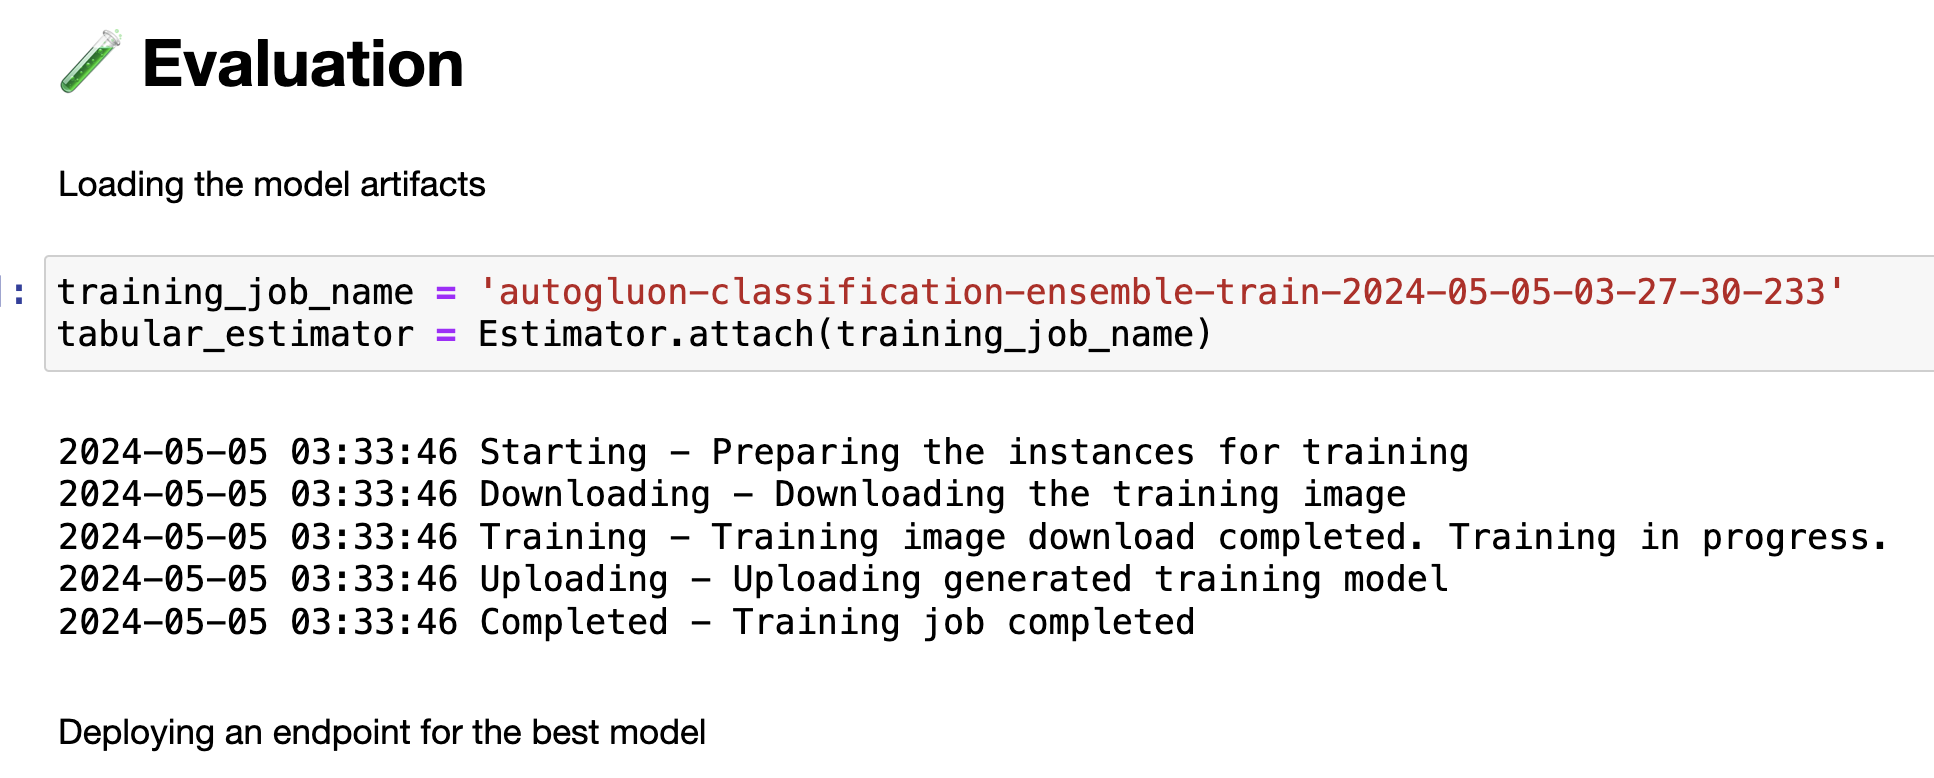 🧪 Evaluation
Loading the model artifacts
]:
training_job_name = 'autogluon-classification-ensemble-train-2024-05-05-03-27-30-233'
tabular_estimator = Estimator.attach(training_job_name)
2024-05-05 03:33:46 Starting - Preparing the instances for training
2024-05-05 03:33:46 Downloading - Downloading the training image
2024-05-05 03:33:46 Training - Training image download completed. Training in progress.
2024-05-05 03:33:46 Uploading - Uploading generated training model
2024-05-05 03:33:46 Completed - Training job completed
Deploying an endpoint for the best model